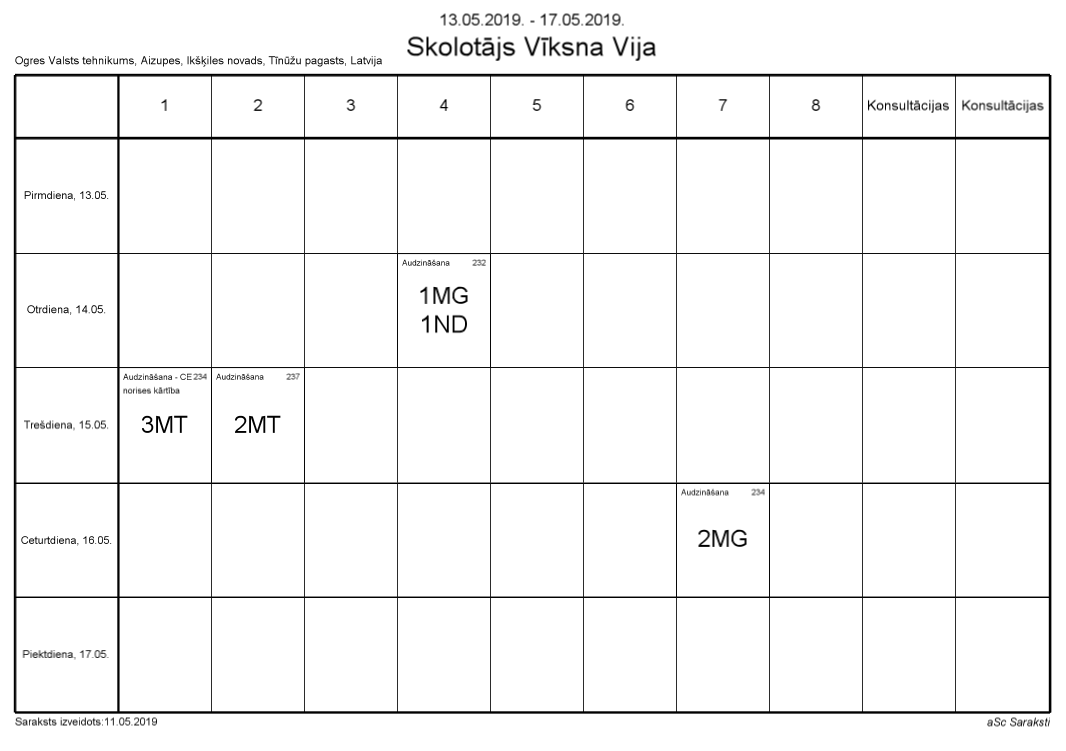 13.05.2019. - 17.05.2019.
Skolotājs Vīksna Vija
Ogres Valsts tehnikums, Aizupes, Ikšķiles novads, Tīnūžu pagasts, Latvija
1 2 3 4 5 6 7 8 Konsultācijas Konsultācijas
Pirmdiena, 13.05.
Otrdiena, 14.05.
Audzināšana 232
1MG
1ND
Trešdiena, 15.05.
Audzināšana - CE 234
norises kārtība
3MT
Audzināšana 237
2MT
Ceturtdiena, 16.05.
Audzināšana 234
2MG
Piektdiena, 17.05.
Saraksts izveidots:11.05.2019
aSc Saraksti